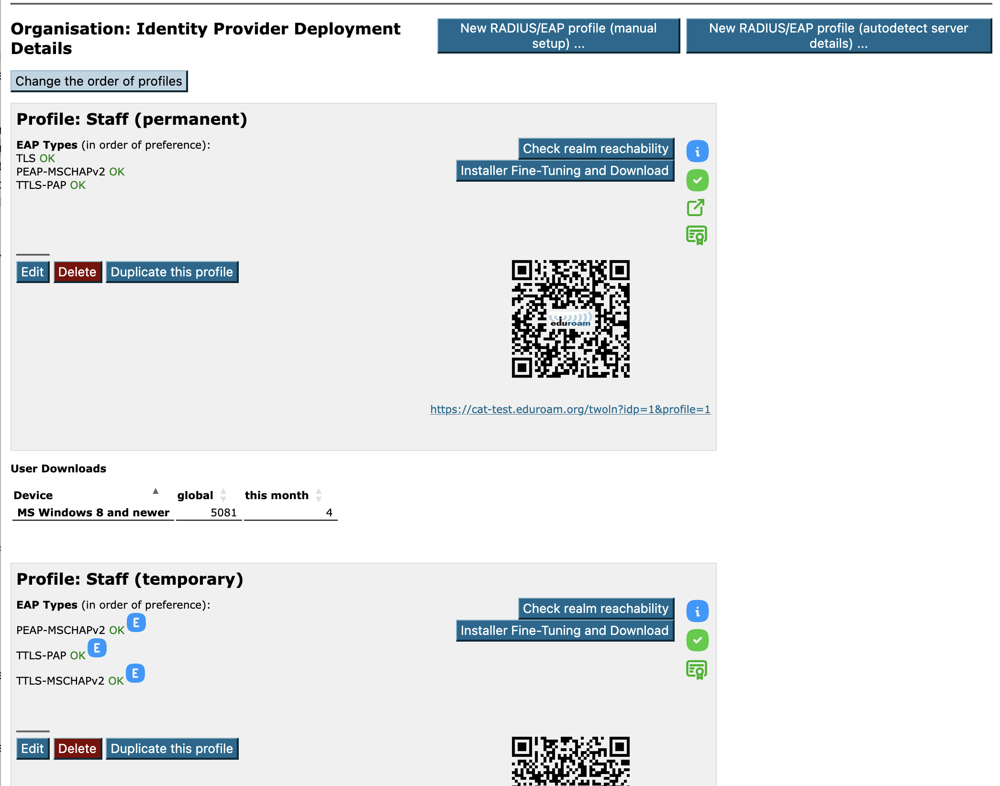 Organisation: Identity Provider Deployment
Details
New RADIUS/EAP profile (manual
setup) ...
New RADIUS/EAP profile (autodetect server
details) ...
Change the order of profiles
Profile: Staff (permanent)
EAP Types (in order of preference):
TLS OK
PEAP-MSCHAPv2 OK
TTLS-PAP OK
Check realm reachability
Installer Fine-Tuning and Download
i
Edit Delete Duplicate this profile
eduroam
https://cat-test.eduroam.org/twoln?idp=1&profile=1
User Downloads
Device global this month
MS Windows 8 and newer 5081 4
Profile: Staff (temporary)
EAP Types (in order of preference):
PEAP-MSCHAPv2 OK E
TTLS-PAP OK E
TTLS-MSCHAPv2 OK E
Check realm reachability
Installer Fine-Tuning and Download
i
Edit Delete Duplicate this profile